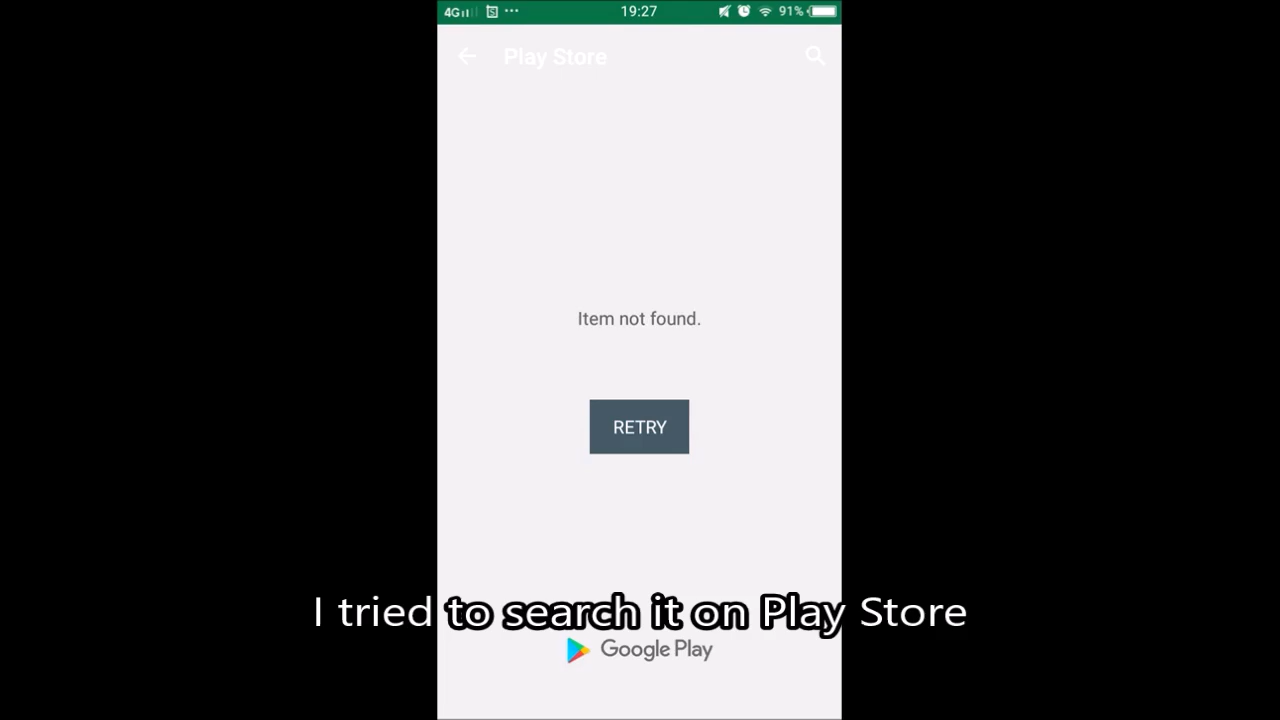 4G 19:27 91%
Play Store
Item not found.
RETRY
I tried to search it on Play Store
Google Play